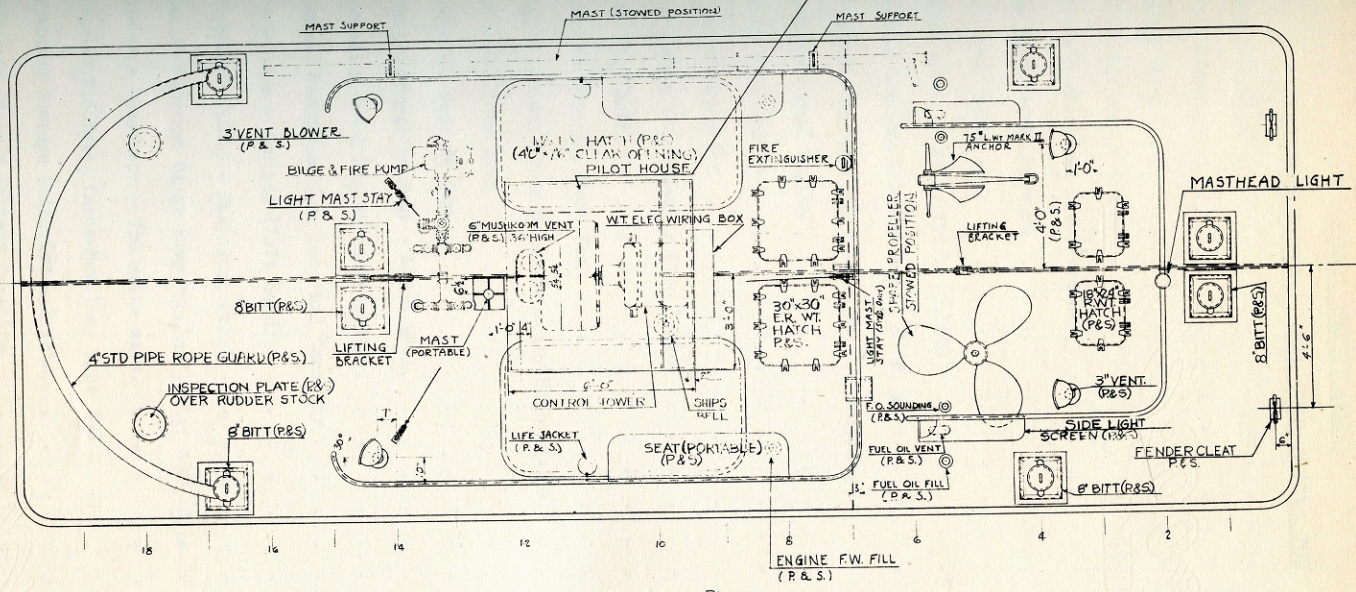 MAST (STOWED POSITION)
MAST SUPPORT
MAST SUPPORT
3" VENT BLOWER
(P & S.)
BILGE & FIRE PUMP
LIGHT MAST STAY
(P. & S.)
HATCH (P&S)
CLEAR OPENING)
PILOT HOUSE
FIRE
EXTINGUISHER
75# L.WT. MARK II
ANCHOR
1'-0"
4'-0"
(P & S.)
MASTHEAD LIGHT
6" MUSHROOM VENT
(P.& S.) 36" HIGH
W.T. ELEC. WIRING BOX
SPARE PROPELLER
STOWED POSITION
LIFTING
BRACKET
8" BITT (P&S)
LIFTING
BRACKET
MAST
(PORTABLE)
1'-0"
3'-0"
30"x30"
E.R. WT.
HATCH
P.& S.
LIGHT MAST
18"x24"
R.WT.
HATCH
(P&S)
8" BITT (P&S)
4'-6"
4" STD PIPE ROPE GUARD (P.&S.)
INSPECTION PLATE (P.&S)
OVER RUDDER STOCK
8" BITT (P.&S)
6'-0"
CONTROL TOWER
SHIPS
BELL
3" VENT.
(P&S)
F.O. SOUNDING
(P.& S.)
30°
LIFE JACKET
(P. & S.)
SEAT (PORTABLE)
(P&S)
FUEL OIL VENT
(P.& S.)
FUEL OIL FILL
(P. & S.)
SIDE LIGHT
SCREEN (P.&S)
FENDER CLEAT
P.& S.
6"
8" BITT (P.&S.)
18
16
14
12
10
8
6
4
2
ENGINE F.W. FILL
(P. & S.)